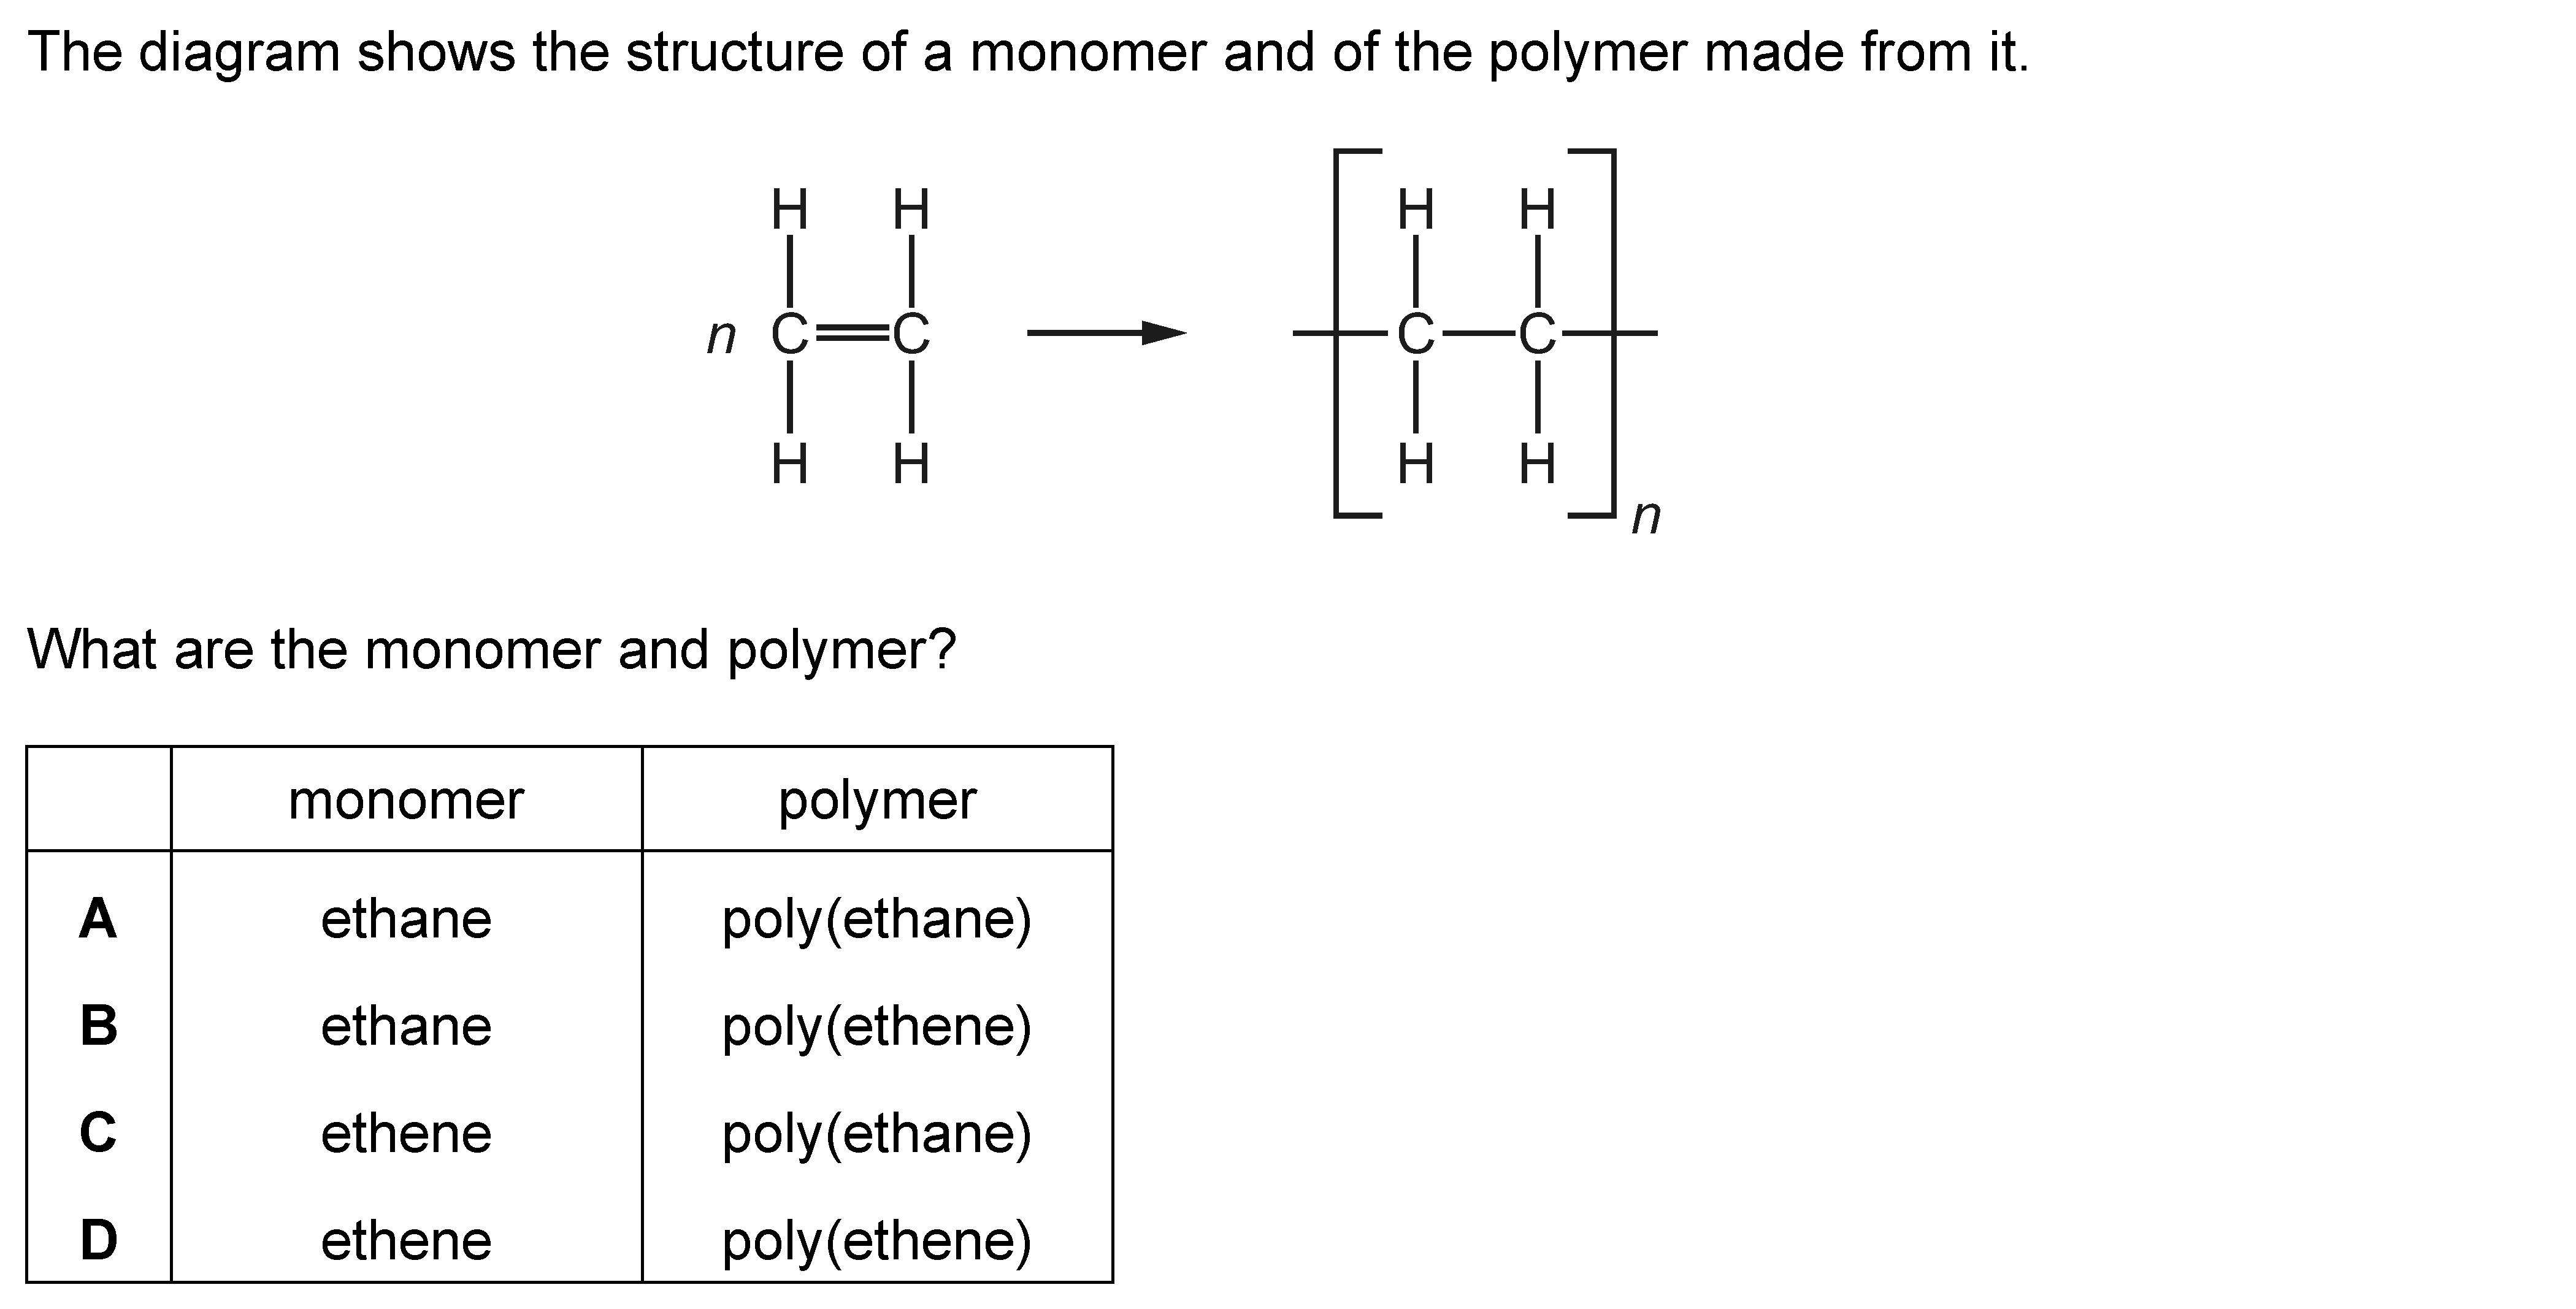 The diagram shows the structure of a monomer and of the polymer made from it.
H H H H
n C C C C
H H H H
n
What are the monomer and polymer?
monomer polymer
A ethane poly(ethane)
B ethane poly(ethene)
C ethene poly(ethane)
D ethene poly(ethene)